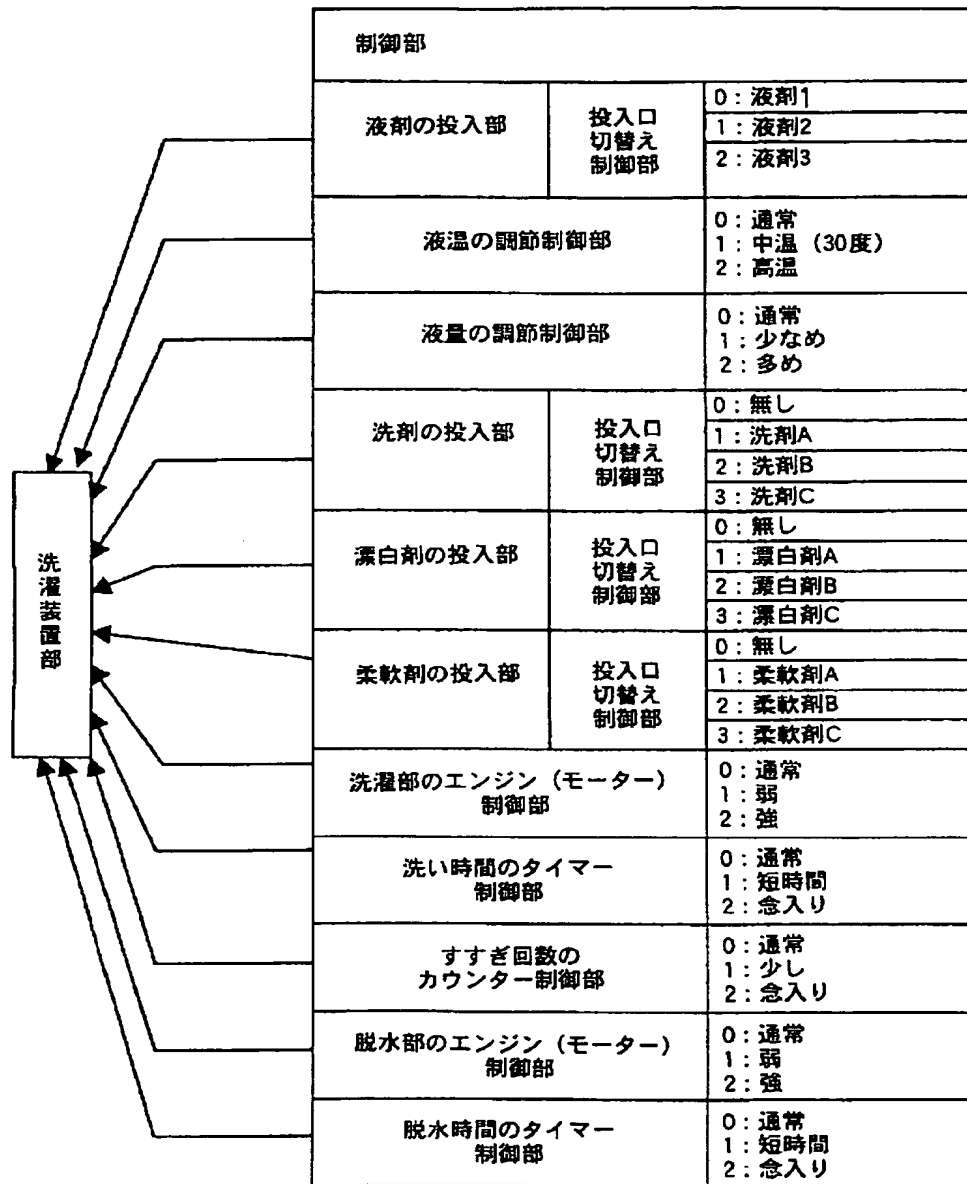 制御部
液剤の投入部
投入口
切替え
制御部
0：液剤1
1：液剤2
2：液剤3
液温の調節制御部
0：通常
1：中温（30度）
2：高温
液量の調節制御部
0：通常
1：少なめ
2：多め
洗剤の投入部
投入口
切替え
制御部
0：無し
1：洗剤A
2：洗剤B
3：洗剤C
漂白剤の投入部
投入口
切替え
制御部
0：無し
1：漂白剤A
2：漂白剤B
3：漂白剤C
柔軟剤の投入部
投入口
切替え
制御部
0：無し
1：柔軟剤A
2：柔軟剤B
3：柔軟剤C
洗濯部のエンジン（モーター）
制御部
0：通常
1：弱
2：強
洗い時間のタイマー
制御部
0：通常
1：短時間
2：念入り
すすぎ回数の
カウンター制御部
0：通常
1：少し
2：念入り
脱水部のエンジン（モーター）
制御部
0：通常
1：弱
2：強
脱水時間のタイマー
制御部
0：通常
1：短時間
2：念入り
洗濯装置部